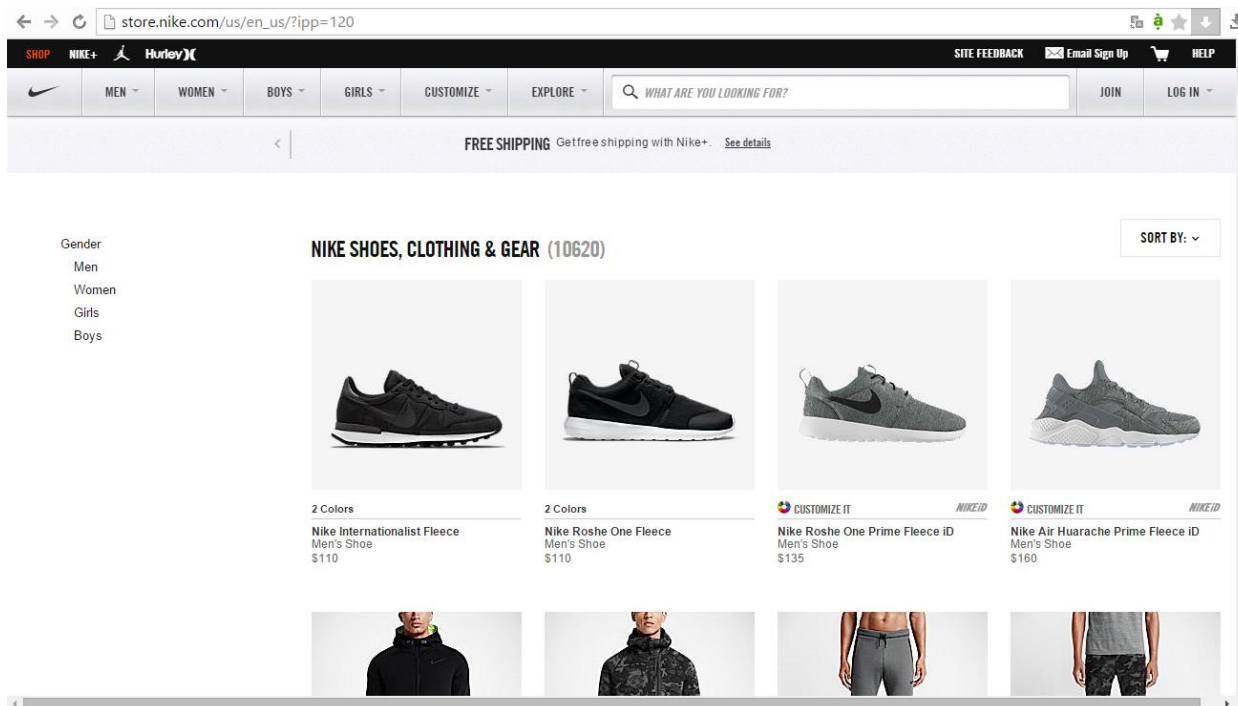 store.nike.com/us/en_us/?ipp=120
SHOP NIKE+ Hurley SITE FEEDBACK Email Sign Up HELP
MEN WOMEN BOYS GIRLS CUSTOMIZE EXPLORE WHAT ARE YOU LOOKING FOR? JOIN LOG IN
FREE SHIPPING Get free shipping with Nike+. See details
Gender
Men
Women
Girls
Boys
NIKE SHOES, CLOTHING & GEAR (10620)
SORT BY:
2 Colors
Nike Internationalist Fleece
Men's Shoe
$110
2 Colors
Nike Roshe One Fleece
Men's Shoe
$110
CUSTOMIZE IT NIKEiD
Nike Roshe One Prime Fleece iD
Men's Shoe
$135
CUSTOMIZE IT NIKEiD
Nike Air Huarache Prime Fleece iD
Men's Shoe
$160